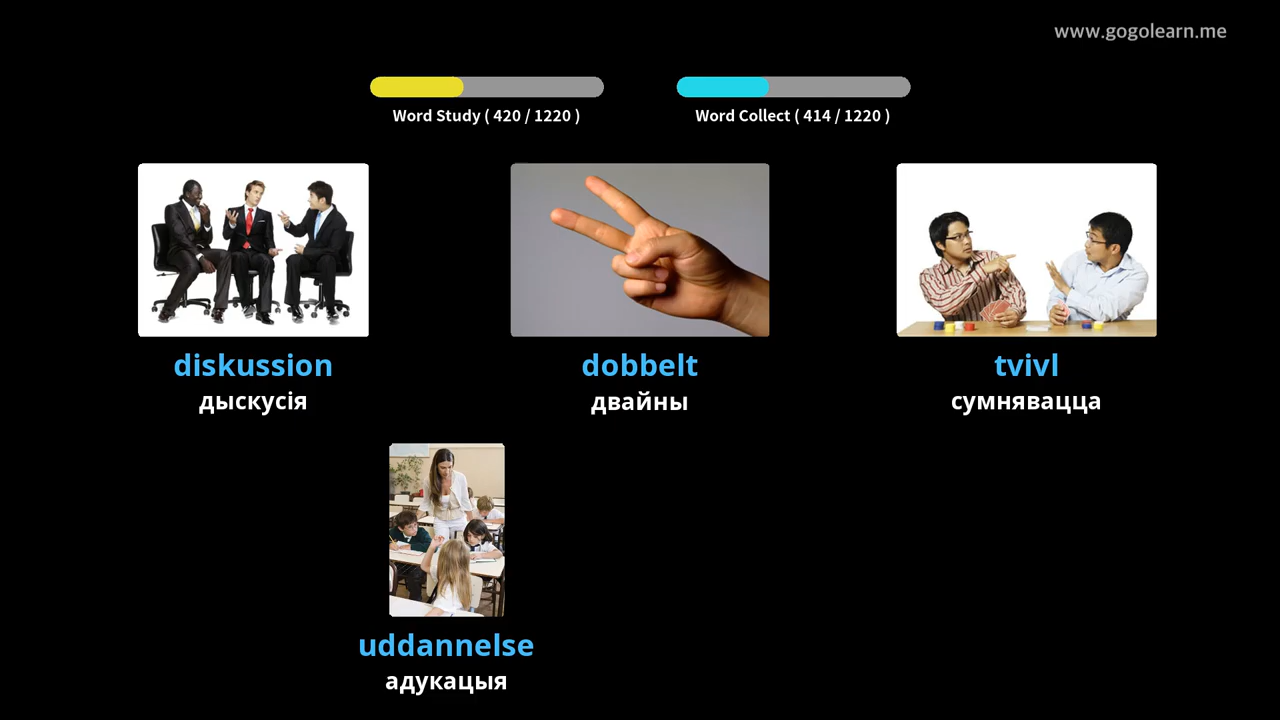 www.gogolearn.me
Word Study ( 420 / 1220 )
Word Collect ( 414 / 1220 )
diskussion
дыскусія
dobbelt
двайны
tvivl
сумнявацца
uddannelse
адукацыя